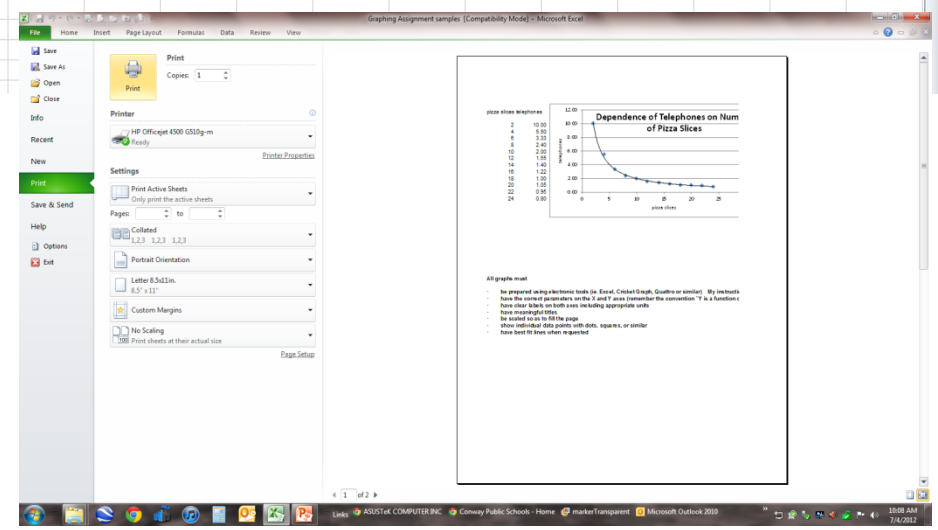 Graphing Assignment samples [Compatibility Mode] - Microsoft Excel
File Home Insert Page Layout Formulas Data Review View
Save
Save As
Open
Close
Info
Recent
New
Print
Save & Send
Help
Options
Exit
Print
Print
Copies: 1
Printer
HP Officejet 4500 G510g-m
Ready
Printer Properties
Settings
Print Active Sheets
Only print the active sheets
Pages: to
Collated
1,2,3 1,2,3 1,2,3
Portrait Orientation
Letter 8.5x11in.
8.5" x 11"
Custom Margins
No Scaling
100 Print sheets at their actual size
Page Setup
pizza slices telephones
2 10.00
4 5.50
6 3.33
8 2.40
10 2.00
12 1.55
14 1.40
16 1.22
18 1.00
20 1.05
22 0.95
24 0.80
Dependence of Telephones on Num
of Pizza Slices
12.00
10.00
8.00
6.00
4.00
2.00
0.00
telephones
0 5 10 15 20 25
pizza slices
All graphs must
· be prepared using electronic tools (ie. Excel, Cricket Graph, Quattro or similar) My instructi
· have the correct parameters on the X and Y axes (remember the convention "Y is a function o
· have clear labels on both axes including appropriate units
· have meaningful titles
· be scaled so as to fill the page
· show individual data points with dots, squares, or similar
· have best fit lines when requested
1 of 2
Links ASUSTeK COMPUTER INC Conway Public Schools - Home markerTransparent Microsoft Outlook 2010
10:08 AM
7/4/2012